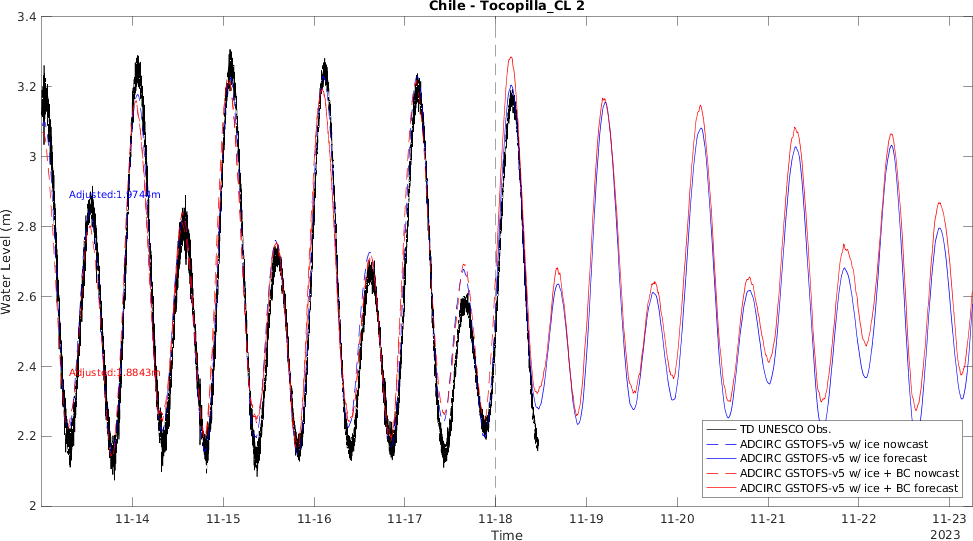 Chile - Tocopilla_CL 2
3.4
3.2
3
2.8
2.6
2.4
2.2
2
Water Level (m)
Adjusted:1.9744m
Adjusted:1.8843m
TD UNESCO Obs.
ADCIRC GSTOFS-v5 w/ ice nowcast
ADCIRC GSTOFS-v5 w/ ice forecast
ADCIRC GSTOFS-v5 w/ ice + BC nowcast
ADCIRC GSTOFS-v5 w/ ice + BC forecast
11-14 11-15 11-16 11-17 11-18 11-19 11-20 11-21 11-22 11-23
Time
2023